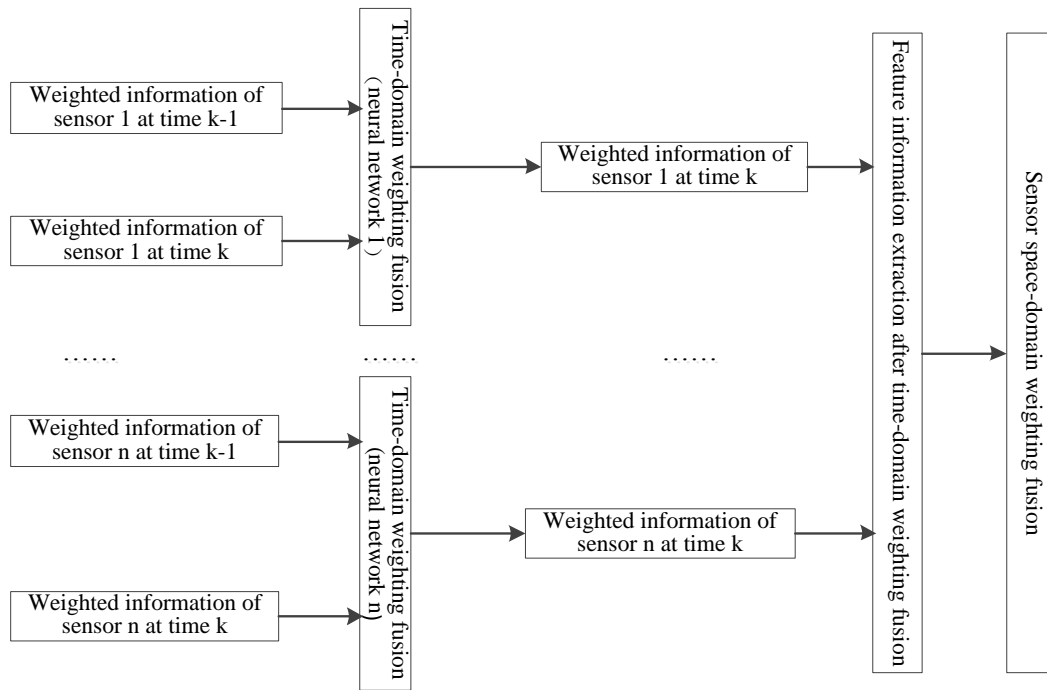 Weighted information of
sensor 1 at time k-1
Weighted information of
sensor 1 at time k
Time-domain weighting fusion
（neural network 1）
Weighted information of
sensor 1 at time k
……
……
……
Weighted information of
sensor n at time k-1
Weighted information of
sensor n at time k
Time-domain weighting fusion
(neural network n)
Weighted information of
sensor n at time k
Feature information extraction after time-domain weighting fusion
Sensor space-domain weighting fusion